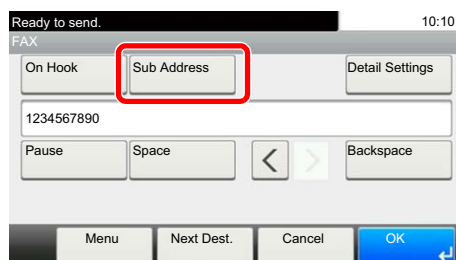 Ready to send. 10:10
FAX
On Hook Sub Address Detail Settings
1234567890
Pause Space < > Backspace
Menu Next Dest. Cancel OK